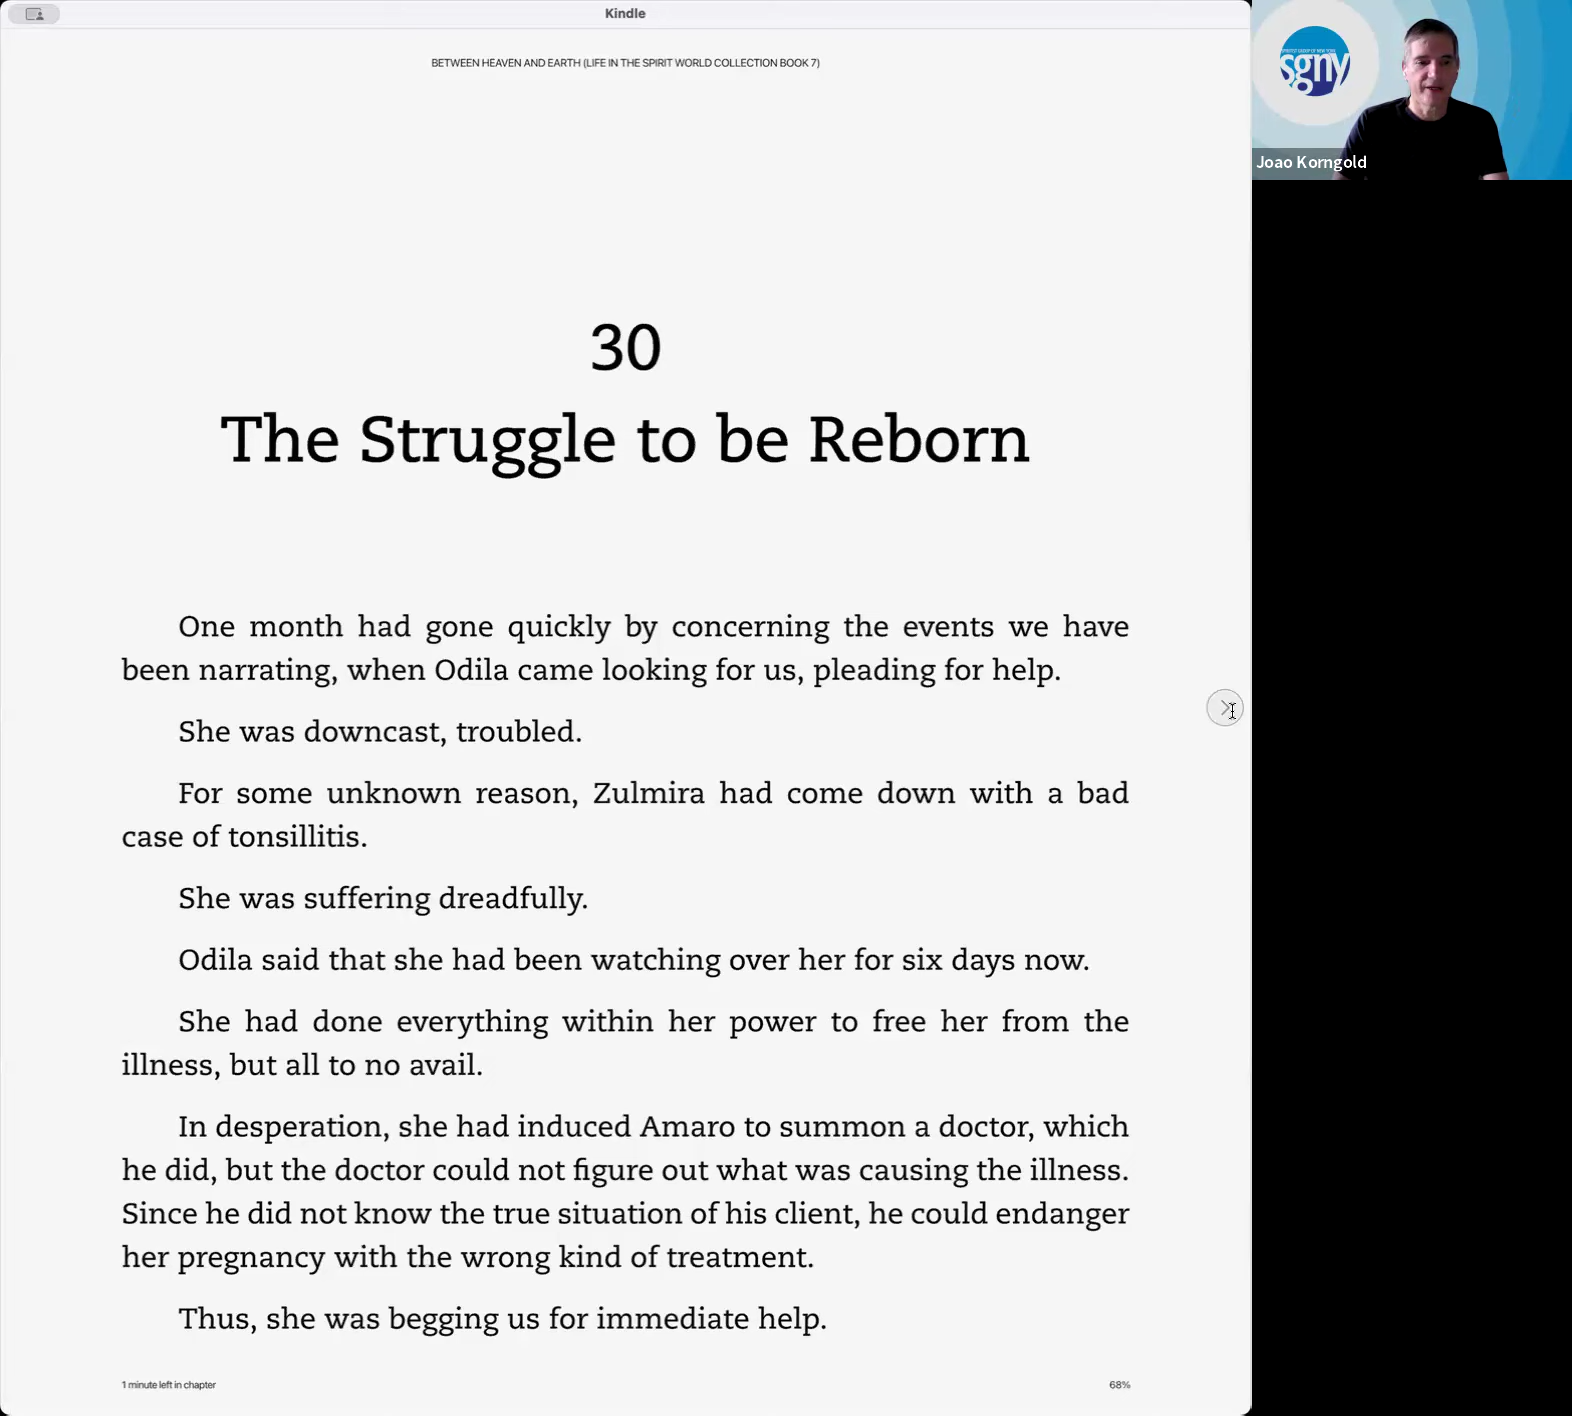 Kindle
BETWEEN HEAVEN AND EARTH (LIFE IN THE SPIRIT WORLD COLLECTION BOOK 7)
30
The Struggle to be Reborn
One month had gone quickly by concerning the events we have
been narrating, when Odila came looking for us, pleading for help.
She was downcast, troubled.
For some unknown reason, Zulmira had come down with a bad
case of tonsillitis.
She was suffering dreadfully.
Odila said that she had been watching over her for six days now.
She had done everything within her power to free her from the
illness, but all to no avail.
In desperation, she had induced Amaro to summon a doctor, which
he did, but the doctor could not figure out what was causing the illness.
Since he did not know the true situation of his client, he could endanger
her pregnancy with the wrong kind of treatment.
Thus, she was begging us for immediate help.
1 minute left in chapter
68%
sgny
Joao Korngold